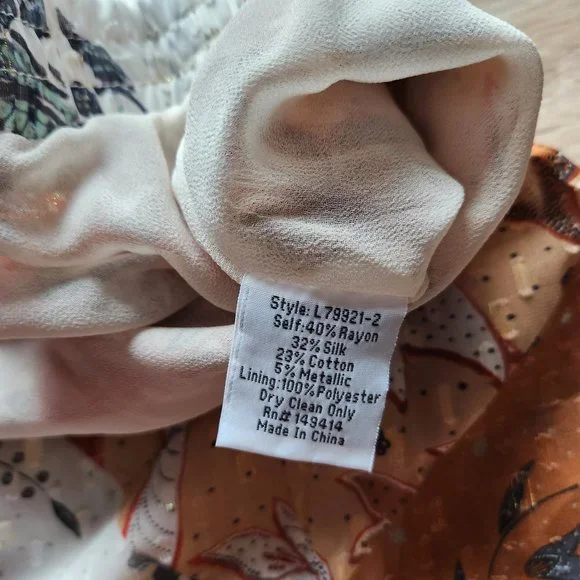 Style: L79921-2
Self:40% Rayon
32% Silk
23% Cotton
5% Metallic
Lining:100% Polyester
Dry Clean Only
Rn# 149414
Made In China